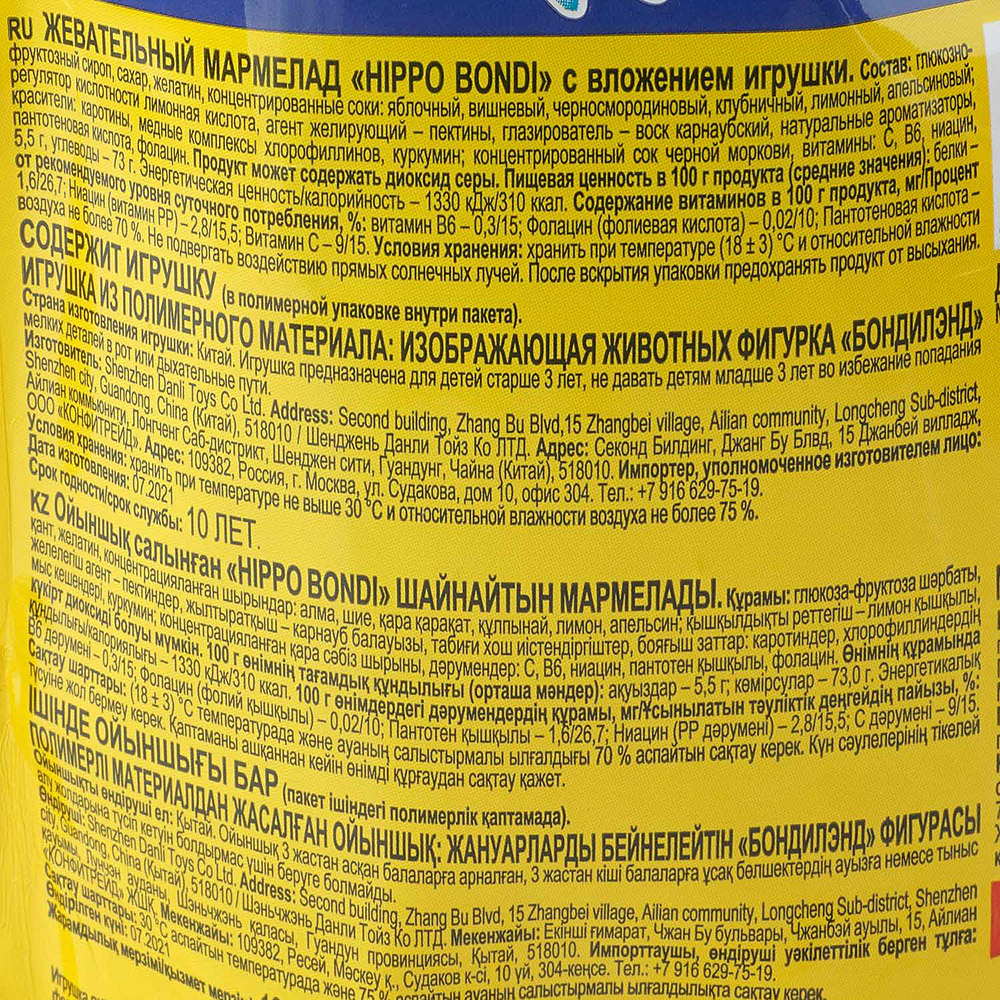 RU ЖЕВАТЕЛЬНЫЙ МАРМЕЛАД «HIPPO BONDI» с вложением игрушки. Состав: глюкозно-
фруктозный сироп, сахар, желатин, концентрированные соки: яблочный, вишневый, черносмородиновый, клубничный, лимонный, апельсиновый;
регулятор кислотности лимонная кислота, агент желирующий – пектины, глазирователь – воск карнаубский, натуральные ароматизаторы,
красители: каротины, медные комплексы хлорофиллинов, куркумин; концентрированный сок черной моркови, витамины: С, В6, ниацин,
пантотеновая кислота, фолацин. Продукт может содержать диоксид серы. Пищевая ценность в 100 г продукта (средние значения): белки –
5,5 г, углеводы – 73 г. Энергетическая ценность/калорийность – 1330 кДж/310 ккал. Содержание витаминов в 100 г продукта, мг/Процент
от рекомендуемого уровня суточного потребления, %: витамин В6 – 0,3/15; Фолацин (фолиевая кислота) – 0,02/10; Пантотеновая кислота –
1,6/26,7; Ниацин (витамин РР) – 2,8/15,5; Витамин С – 9/15. Условия хранения: хранить при температуре (18 ± 3) °С и относительной влажности
воздуха не более 70 %. Не подвергать воздействию прямых солнечных лучей. После вскрытия упаковки предохранять продукт от высыхания.
СОДЕРЖИТ ИГРУШКУ (в полимерной упаковке внутри пакета).
ИГРУШКА ИЗ ПОЛИМЕРНОГО МАТЕРИАЛА: ИЗОБРАЖАЮЩАЯ ЖИВОТНЫХ ФИГУРКА «БОНДИЛЭНД»
Страна изготовления игрушки: Китай. Игрушка предназначена для детей старше 3 лет, не давать детям младше 3 лет во избежание попадания
мелких деталей в рот или дыхательные пути.
Изготовитель: Shenzhen Danli Toys Co Ltd. Address: Second building, Zhang Bu Blvd,15 Zhangbei village, Ailian community, Longcheng Sub-district,
Shenzhen city, Guandong, China (Китай), 518010 / Шенджень Данли Тойз Ко ЛТД. Адрес: Секонд Билдинг, Джанг Бу Блвд, 15 Джанбей вилладж,
Айлиан коммьюнити, Лонгченг Саб-дистрикт, Шенджен сити, Гуандунг, Чайна (Китай), 518010. Импортер, уполномоченное изготовителем лицо:
ООО «КОНФИТРЕЙД». Адрес: 109382, Россия, г. Москва, ул. Судакова, дом 10, офис 304. Тел.: +7 916 629-75-19.
Условия хранения: хранить при температуре не выше 30 °С и относительной влажности воздуха не более 75 %.
Дата изготовления: 07.2021
Срок годности/срок службы: 10 ЛЕТ.
KZ Ойыншық салынған «HIPPO BONDI» ШАЙНАЙТЫН МАРМЕЛАДЫ. Құрамы: глюкоза-фруктоза шәрбаты,
қант, желатин, концентрацияланған шырындар: алма, шие, қара қарақат, құлпынай, лимон, апельсин; қышқылдықты реттегіш – лимон қышқылы,
желелегіш агент – пектиндер, жылтыратқыш – карнауб балауызы, табиғи хош иістендіргіштер, бояғыш заттар: каротиндер, хлорофиллиндердің
мыс кешендері, куркумин; концентрацияланған қара сәбіз шырыны, дәрумендер: С, В6, ниацин, пантотен қышқылы, фолацин. Өнімнің құрамында
күкірт диоксиді болуы мүмкін. 100 г өнімнің тағамдық құндылығы (орташа мәндер): ақуыздар – 5,5 г; көмірсулар – 73,0 г. Энергетикалық
құндылығы/калориялығы – 1330 кДж/310 ккал. 100 г өнімдердегі дәрумендердің құрамы, мг/Ұсынылатын тәуліктік деңгейдің пайызы, %:
В6 дәрумені – 0,3/15; Фолацин (фолий қышқылы) – 0,02/10; Пантотен қышқылы – 1,6/26,7; Ниацин (РР дәрумені) – 2,8/15,5; С дәрумені – 9/15.
Сақтау шарттары: (18 ± 3) °С температурада және ауаның салыстырмалы ылғалдығы 70 % аспайтын сақтау керек. Күн сәулелерінің тікелей
түсуіне жол бермеу керек. Қаптаманы ашқаннан кейін өнімді құрғаудан сақтау қажет.
ІШІНДЕ ОЙЫНШЫҒЫ БАР (пакет ішіндегі полимерлік қаптамада).
ПОЛИМЕРЛІ МАТЕРИАЛДАН ЖАСАЛҒАН ОЙЫНШЫҚ: ЖАНУАРЛАРДЫ БЕЙНЕЛЕЙТІН «БОНДИЛЭНД» ФИГУРАСЫ
Ойыншықты өндіруші ел: Қытай. Ойыншық 3 жастан асқан балаларға арналған, 3 жастан кіші балаларға ұсақ бөлшектердің ауызға немесе тыныс
алу жолдарына түсіп кетуін болдырмас үшін беруге болмайды.
Өндіруші: Shenzhen Danli Toys Co Ltd. Address: Second building, Zhang Bu Blvd, 15 Zhangbei village, Ailian community, Longcheng Sub-district, Shenzhen
city, Guandong, China (Қытай), 518010 / Шэньчжэнь Данли Тойз Ко ЛТД. Мекенжайы: Екінші ғимарат, Чжан Бу бульвары, Чжанбэй ауылы, 15, Айлиан
қауымы, Лунчэн ауданы, Шэньчжэнь қаласы, Гуандун провинциясы, Қытай, 518010. Импорттаушы, өндіруші уәкілеттілік берген тұлға:
«КОНФИТРЕЙД» ЖШҚ. Мекенжайы: 109382, Ресей, Мәскеу қ., Судаков к-сі, 10 үй, 304-кеңсе. Тел.: +7 916 629-75-19.
Сақтау шарттары: 30 °С аспайтын температурада және 75 % аспайтын ауаның салыстырмалы ылғалдылықта сақтау керек.
Өндірілген күні: 07.2021
Жарамдылық мерзімі/қызмет мерзімі:
Игрушка